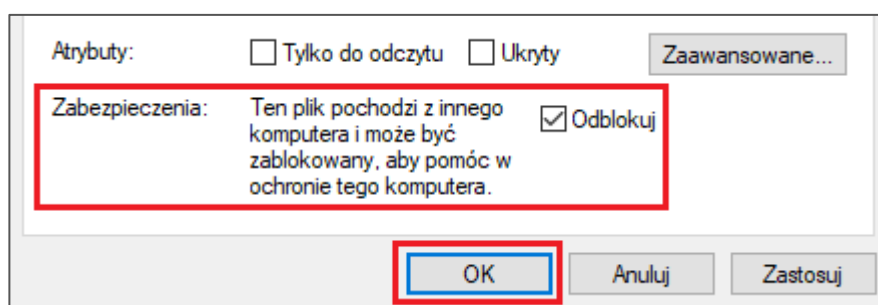 Atrybuty: Tylko do odczytu Ukryty Zaawansowane...
Zabezpieczenia: Ten plik pochodzi z innego
komputera i może być
zablokowany, aby pomóc w
ochronie tego komputera.
Odblokuj
OK Anuluj Zastosuj